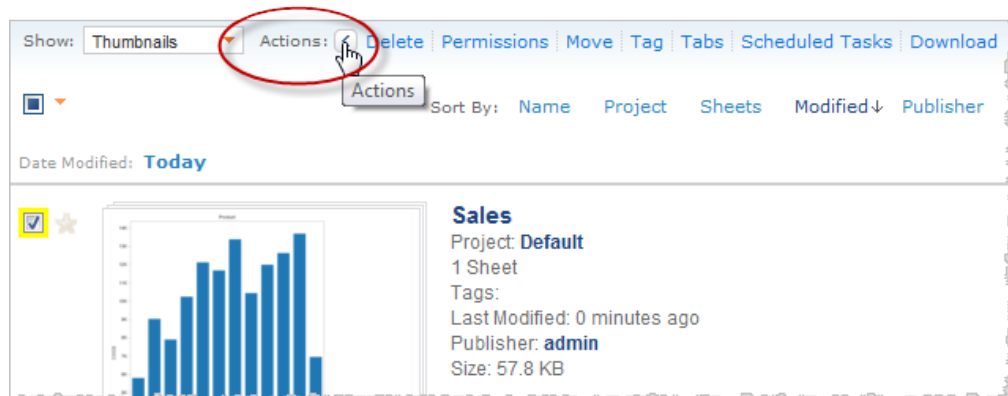 Show: Thumbnails Actions: Delete Permissions Move Tag Tabs Scheduled Tasks Download
Actions
Sort By: Name Project Sheets Modified↓ Publisher
Date Modified: Today
Sales
Project: Default
1 Sheet
Tags:
Last Modified: 0 minutes ago
Publisher: admin
Size: 57.8 KB